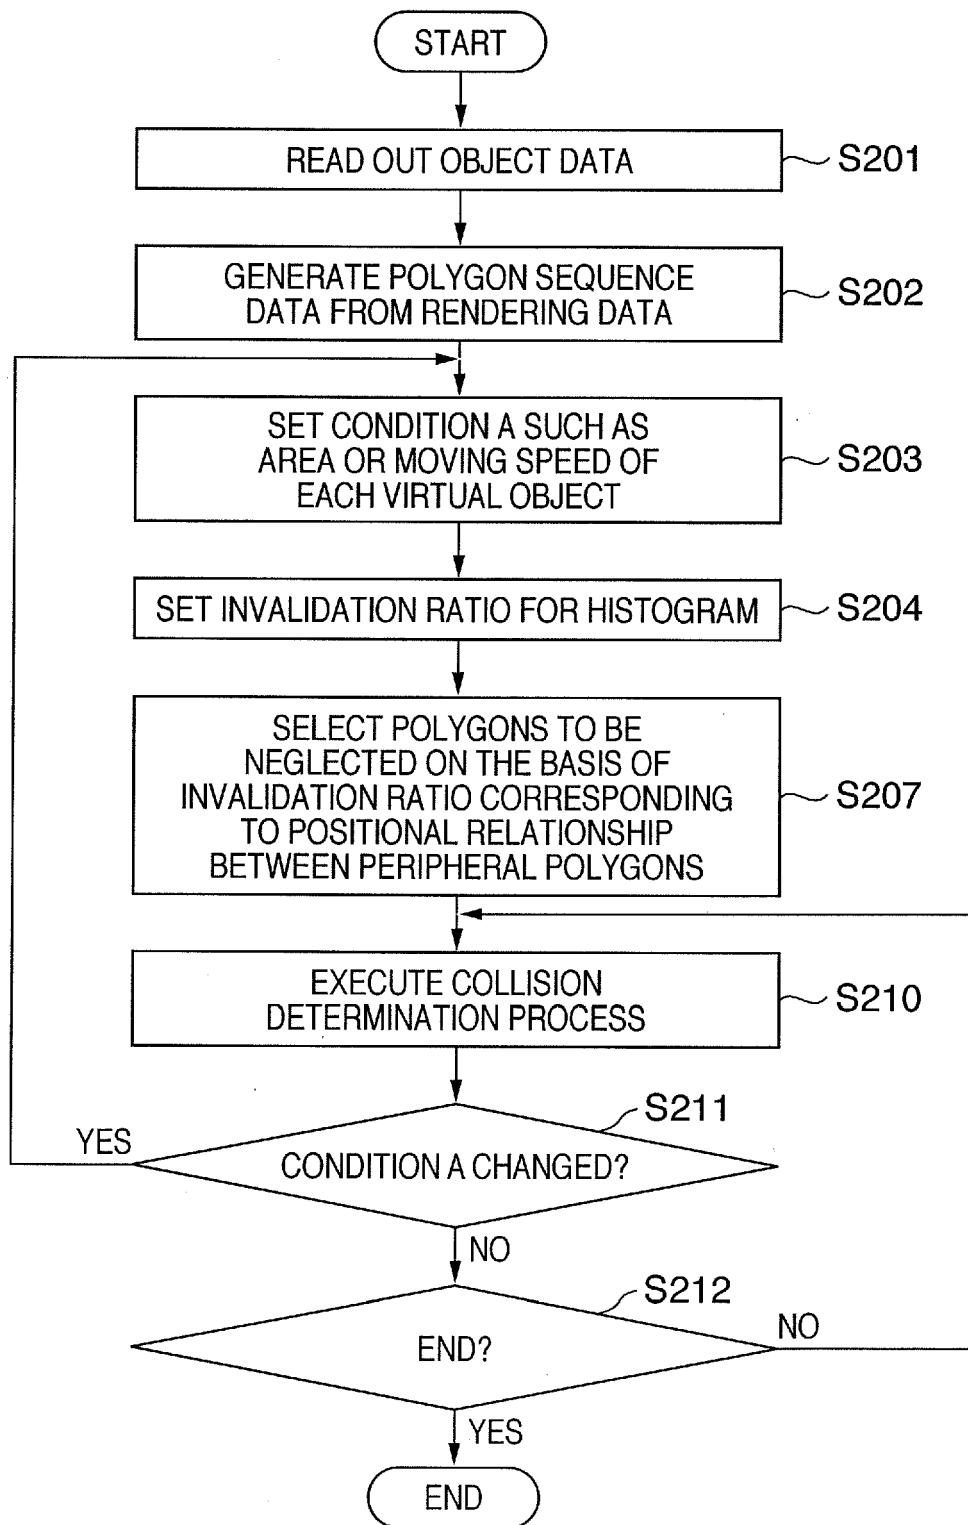 START
READ OUT OBJECT DATA
S201
GENERATE POLYGON SEQUENCE
DATA FROM RENDERING DATA
S202
SET CONDITION A SUCH AS
AREA OR MOVING SPEED OF
EACH VIRTUAL OBJECT
S203
SET INVALIDATION RATIO FOR HISTOGRAM
S204
SELECT POLYGONS TO BE
NEGLECTED ON THE BASIS OF
INVALIDATION RATIO CORRESPONDING
TO POSITIONAL RELATIONSHIP
BETWEEN PERIPHERAL POLYGONS
S207
EXECUTE COLLISION
DETERMINATION PROCESS
S210
S211
YES
CONDITION A CHANGED?
NO
S212
END?
NO
YES
END